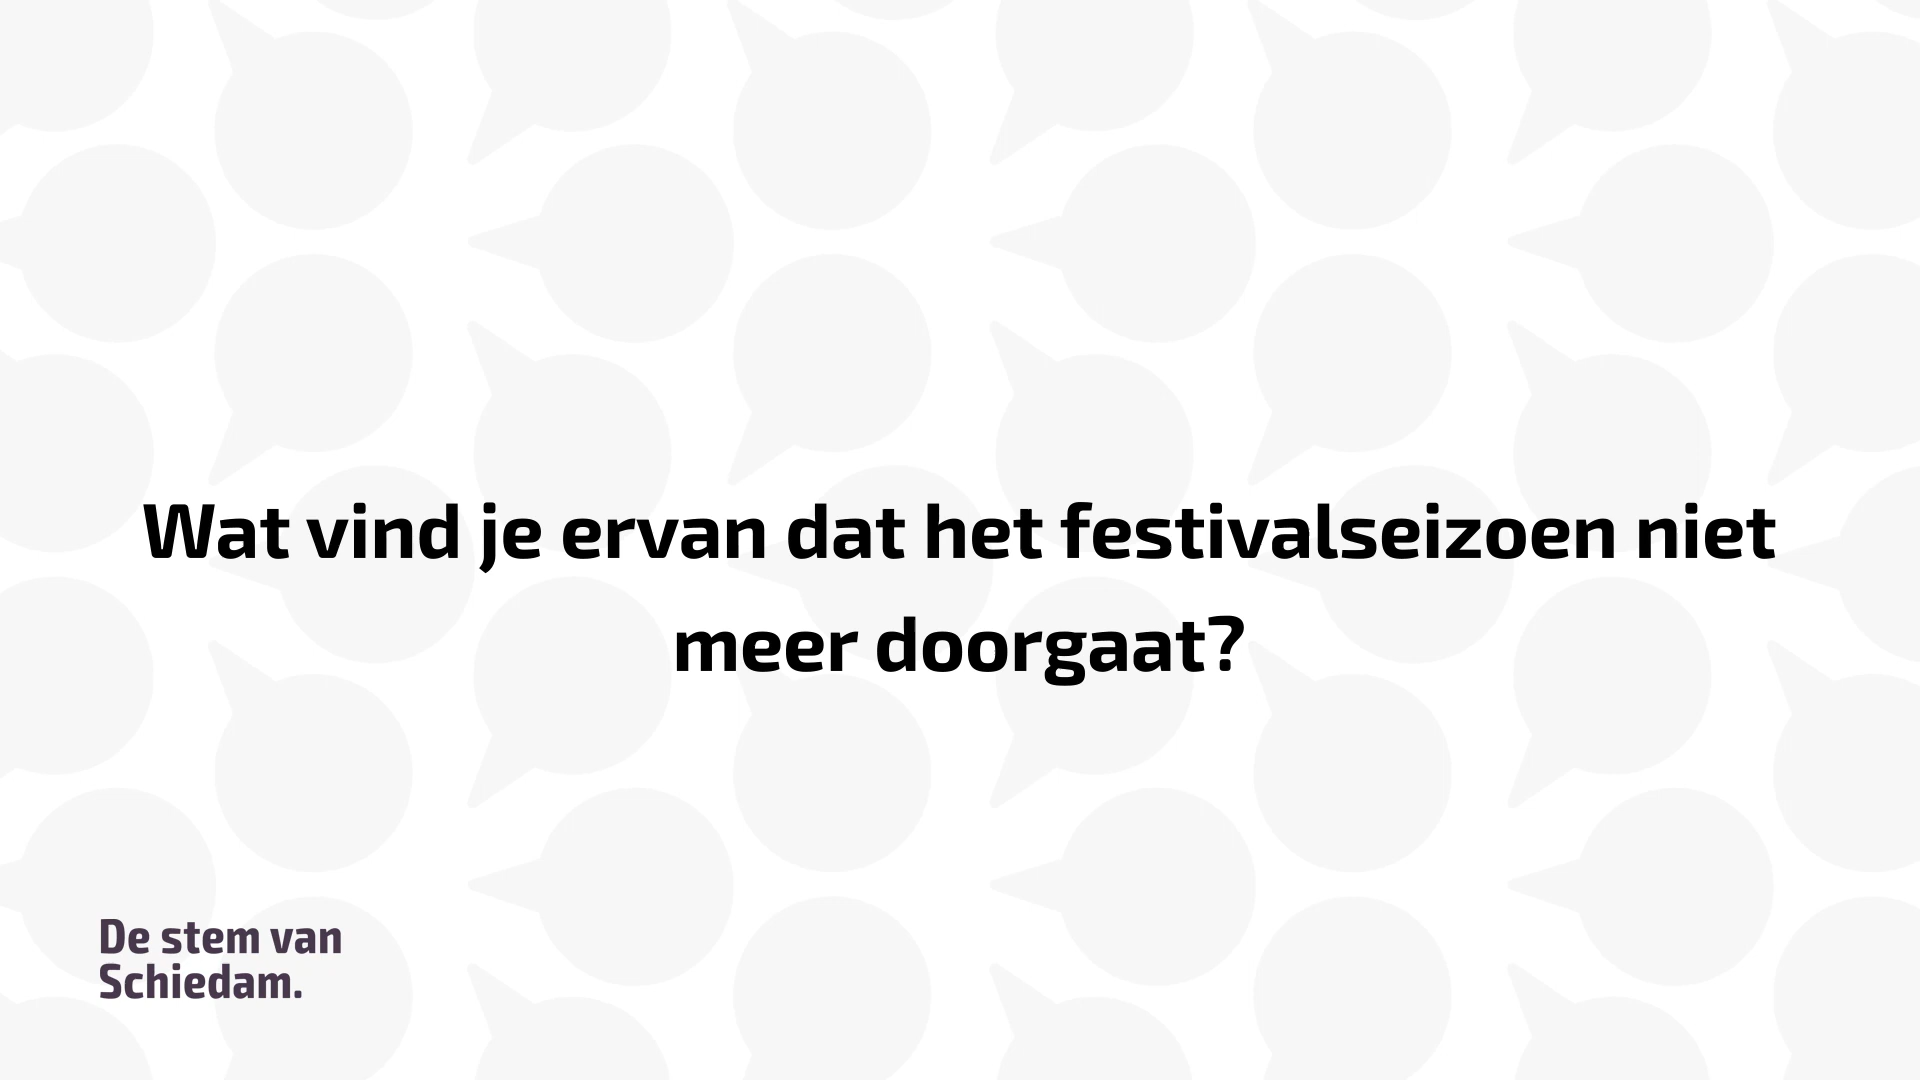 Wat vind je ervan dat het festivalseizoen niet
meer doorgaat?
De stem van
Schiedam.